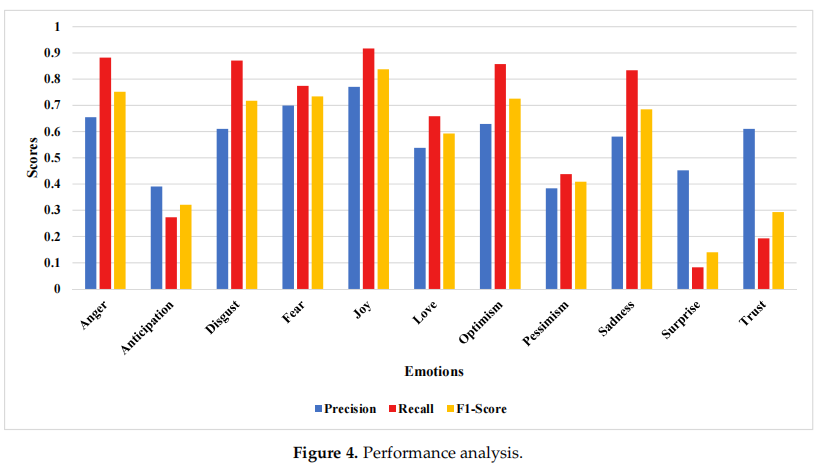 1
0.9
0.8
0.7
0.6
0.5
0.4
0.3
0.2
0.1
0
Scores
Anger
Anticipation
Disgust
Fear
Joy
Love
Optimism
Pessimism
Sadness
Surprise
Trust
Emotions
Precision Recall F1-Score
Figure 4. Performance analysis.